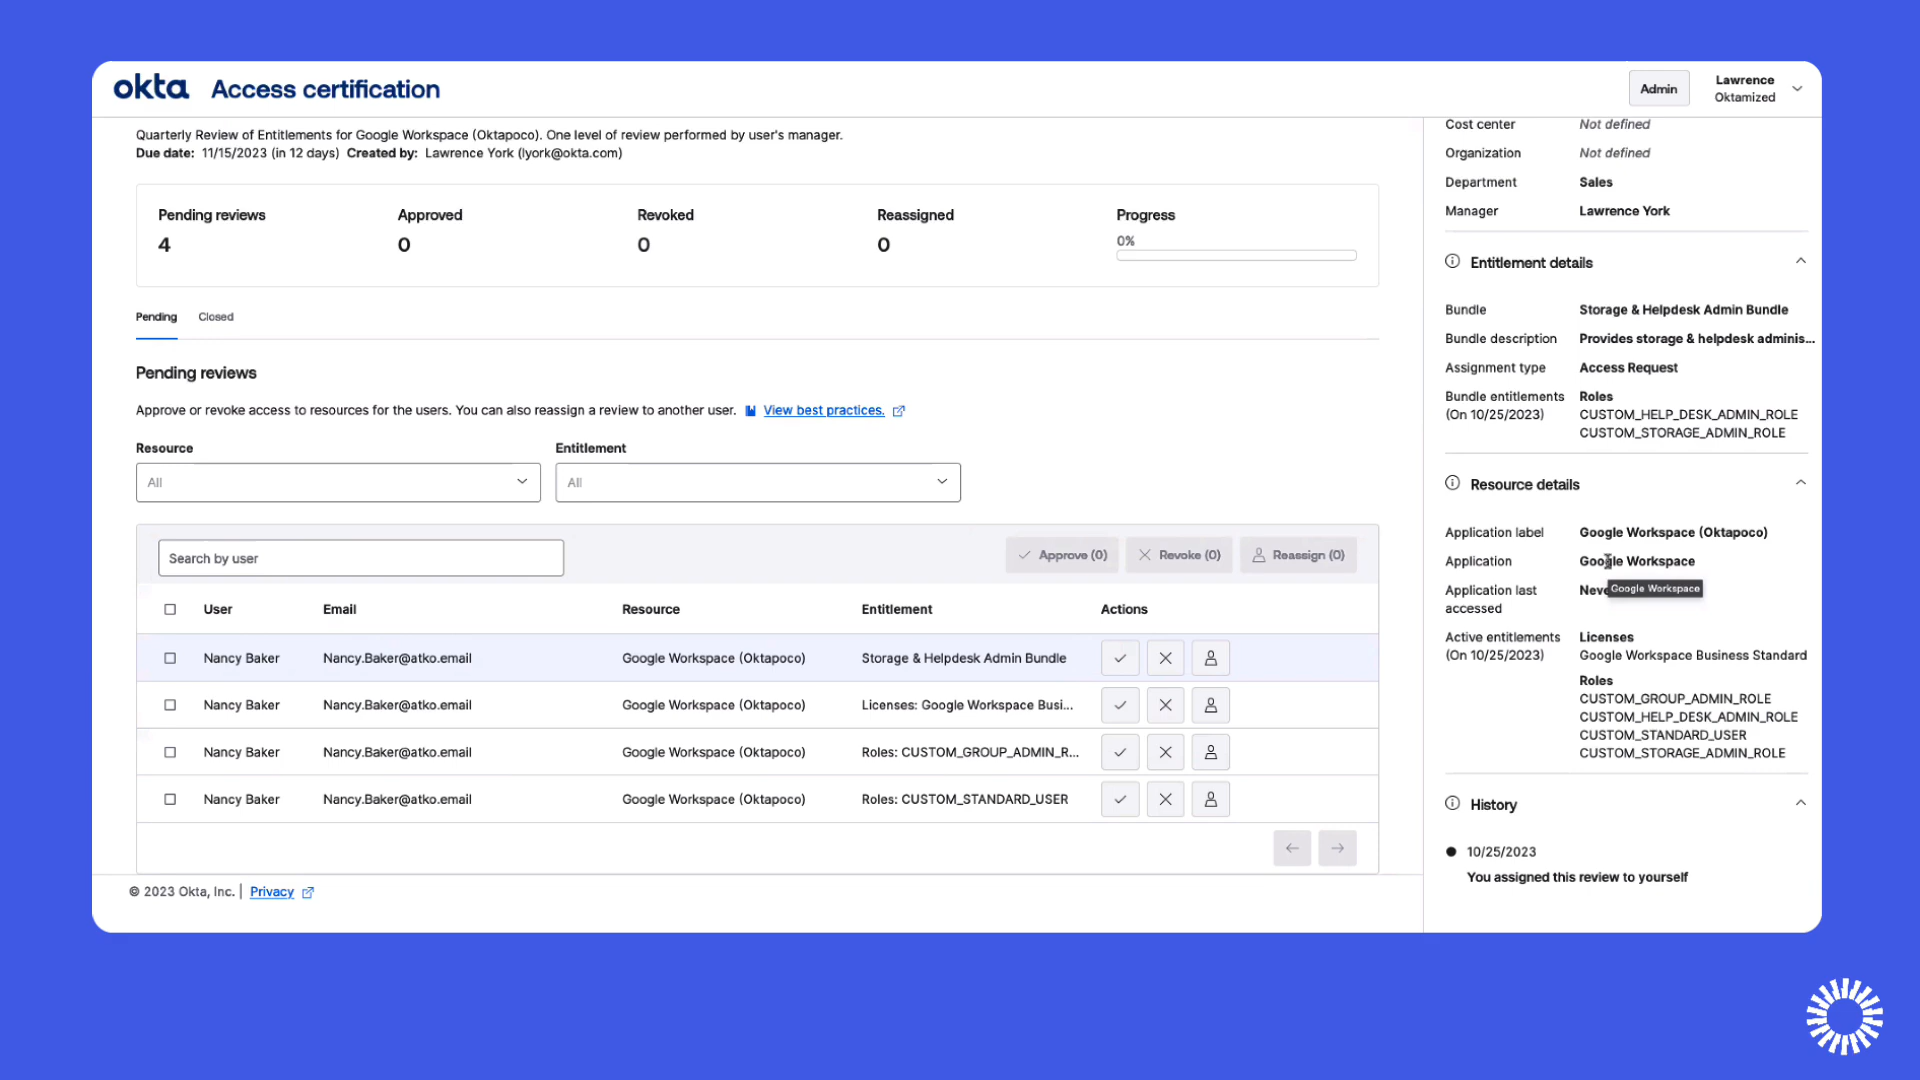 okta Access certification
Admin
Lawrence
Oktamized
Quarterly Review of Entitlements for Google Workspace (Oktapoco). One level of review performed by user's manager.
Due date: 11/15/2023 (in 12 days) Created by: Lawrence York (lyork@okta.com)
Pending reviews
4
Approved
0
Revoked
0
Reassigned
0
Progress
0%
Pending
Closed
Pending reviews
Approve or revoke access to resources for the users. You can also reassign a review to another user. View best practices.
Resource
All
Entitlement
All
Search by user
Approve (0)
Revoke (0)
Reassign (0)
User Email Resource Entitlement Actions
Nancy Baker Nancy.Baker@atko.email Google Workspace (Oktapoco) Storage & Helpdesk Admin Bundle
Nancy Baker Nancy.Baker@atko.email Google Workspace (Oktapoco) Licenses: Google Workspace Busi...
Nancy Baker Nancy.Baker@atko.email Google Workspace (Oktapoco) Roles: CUSTOM_GROUP_ADMIN_R...
Nancy Baker Nancy.Baker@atko.email Google Workspace (Oktapoco) Roles: CUSTOM_STANDARD_USER
© 2023 Okta, Inc. | Privacy
Cost center Not defined
Organization Not defined
Department Sales
Manager Lawrence York
Entitlement details
Bundle Storage & Helpdesk Admin Bundle
Bundle description Provides storage & helpdesk adminis...
Assignment type Access Request
Bundle entitlements
(On 10/25/2023)
Roles
CUSTOM_HELP_DESK_ADMIN_ROLE
CUSTOM_STORAGE_ADMIN_ROLE
Resource details
Application label Google Workspace (Oktapoco)
Application Google Workspace
Google Workspace
Application last
accessed
Active entitlements
(On 10/25/2023)
Licenses
Google Workspace Business Standard
Roles
CUSTOM_GROUP_ADMIN_ROLE
CUSTOM_HELP_DESK_ADMIN_ROLE
CUSTOM_STANDARD_USER
CUSTOM_STORAGE_ADMIN_ROLE
History
10/25/2023
You assigned this review to yourself